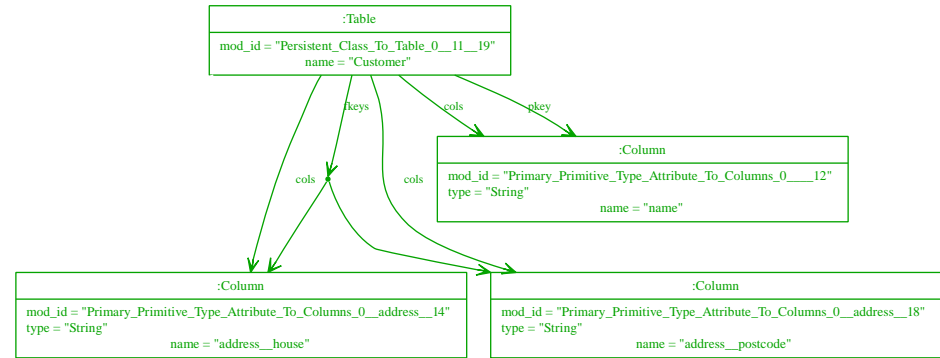 :Table
mod_id = "Persistent_Class_To_Table_0__11__19"
name = "Customer"
fkeys
cols
pkey
:Column
mod_id = "Primary_Primitive_Type_Attribute_To_Columns_0____12"
type = "String"
name = "name"
cols
cols
:Column
mod_id = "Primary_Primitive_Type_Attribute_To_Columns_0__address__14"
type = "String"
name = "address__house"
:Column
mod_id = "Primary_Primitive_Type_Attribute_To_Columns_0__address__18"
type = "String"
name = "address__postcode"